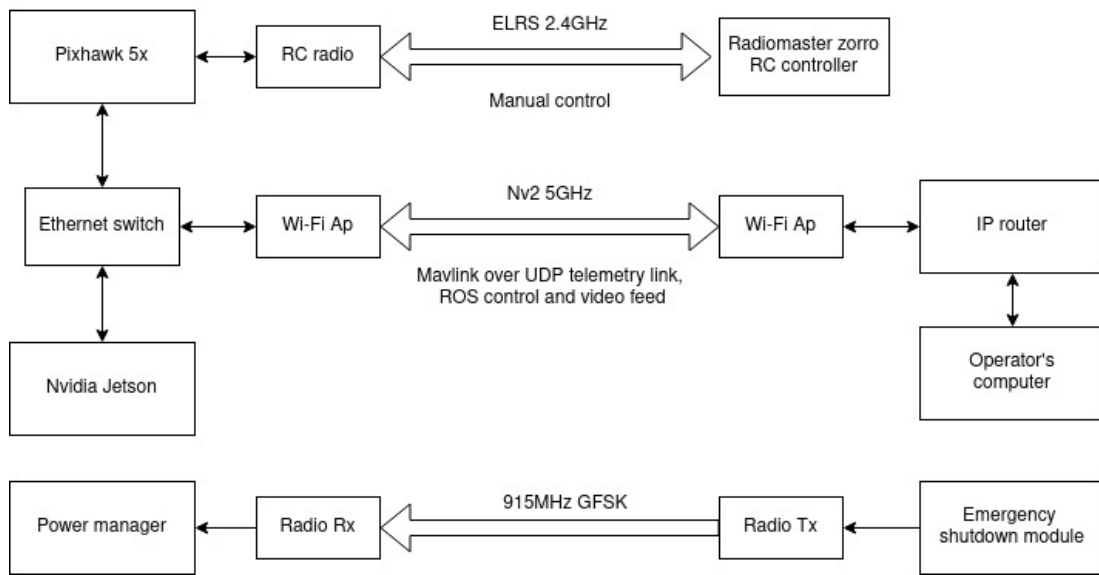 ELRS 2.4GHz
Pixhawk 5x
RC radio
Radiomaster zorro
RC controller
Manual control
Nv2 5GHz
Ethernet switch
Wi-Fi Ap
Wi-Fi Ap
IP router
Mavlink over UDP telemetry link,
ROS control and video feed
Nvidia Jetson
Operator's
computer
915MHz GFSK
Power manager
Radio Rx
Radio Tx
Emergency
shutdown module